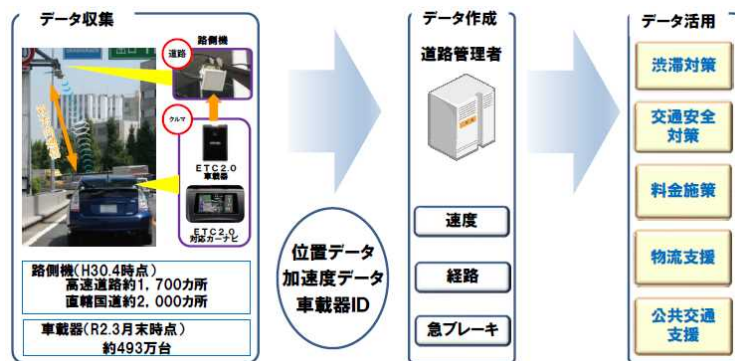 データ収集
路側機
道路
クルマ
ETC2.0
車載器
ETC2.0
対応カーナビ
路側機(H30.4時点)
高速道路約1,700カ所
直轄国道約2,000カ所
車載器(R2.3月末時点)
約493万台
位置データ
加速度データ
車載器ID
データ作成
道路管理者
速度
経路
急ブレーキ
データ活用
渋滞対策
交通安全
対策
料金施策
物流支援
公共交通
支援